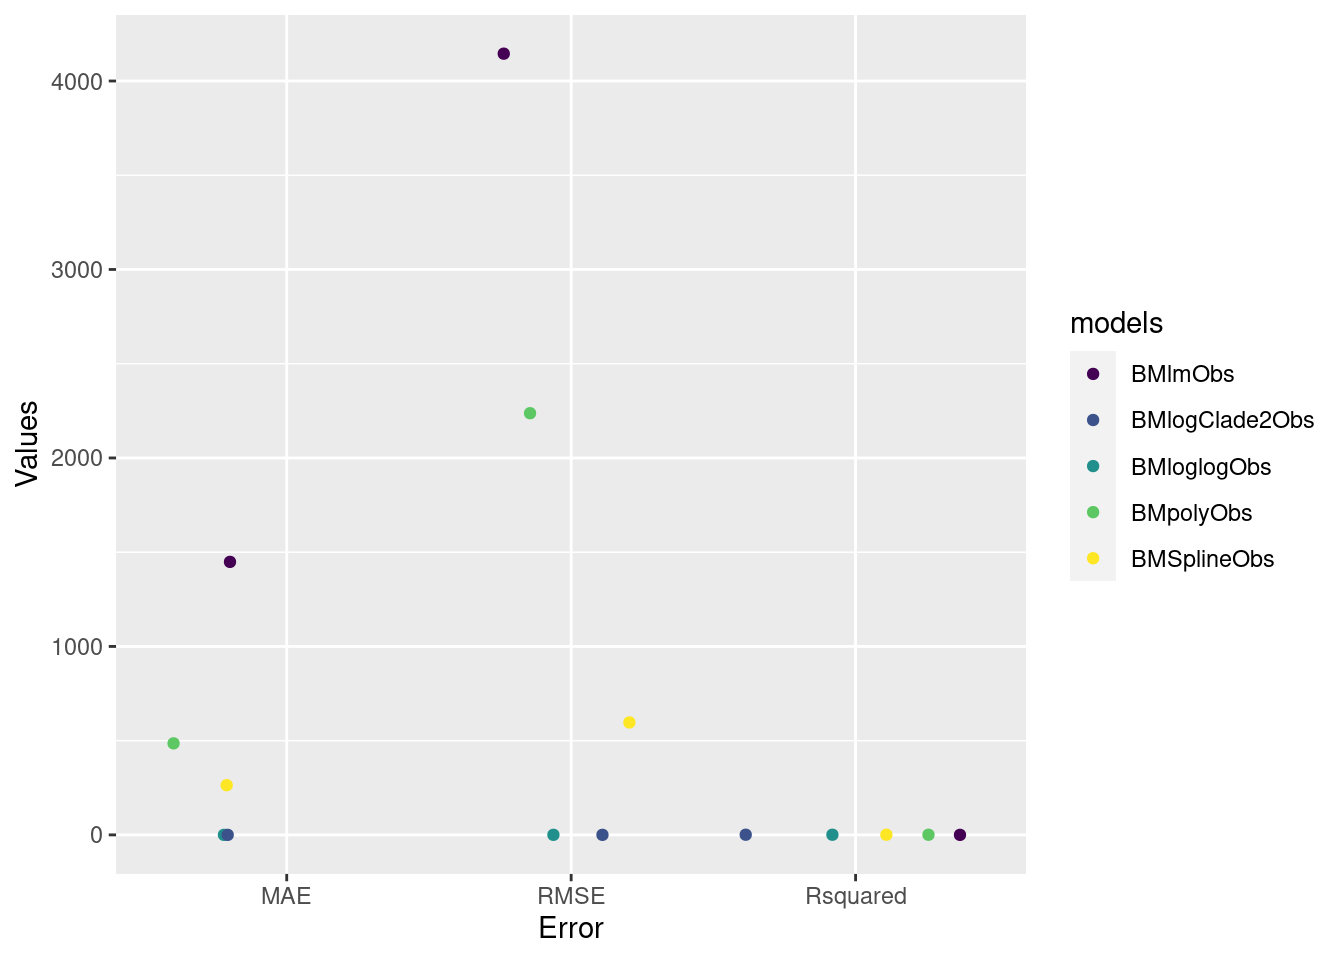 4000
3000
2000
1000
0
Values
MAE
RMSE
Rsquared
Error
models
BMlmObs
BMlogClade2Obs
BMloglogObs
BMpolyObs
BMSplineObs